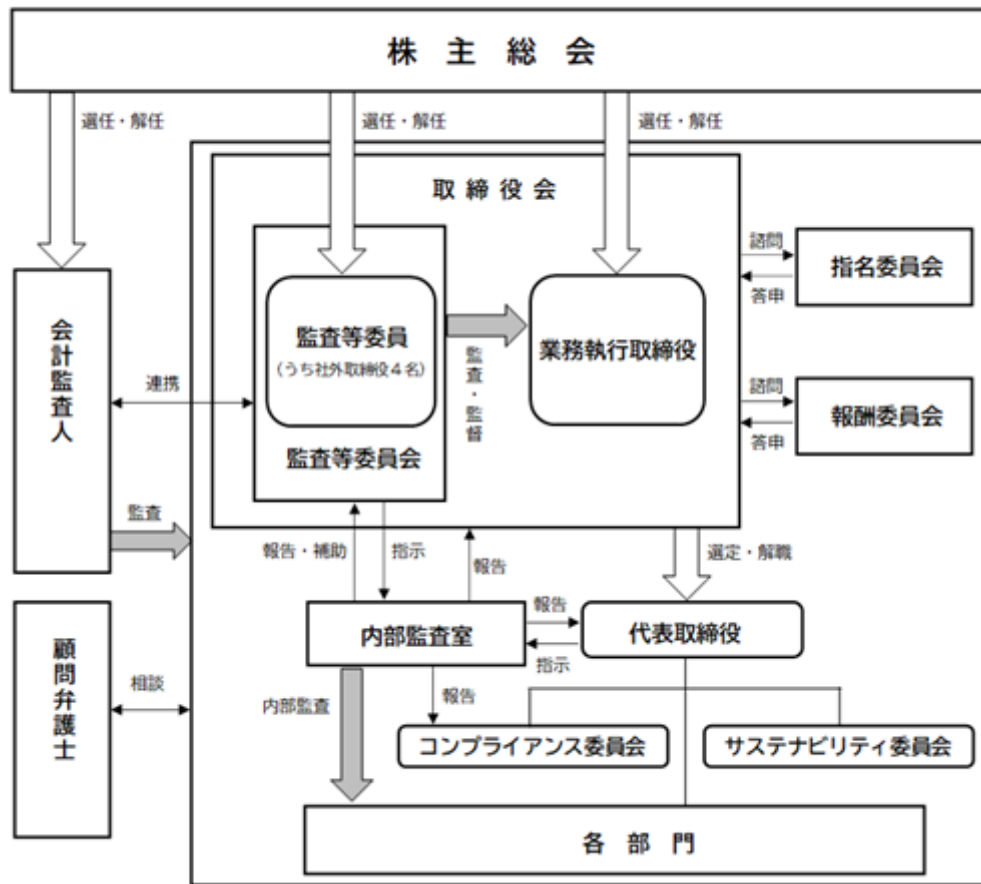 株主総会
選任・解任
選任・解任
選任・解任
取締役会
諮問
指名委員会
答申
会計監査人
監査等委員
(うち社外取締役4名)
業務執行取締役
監査・監督
連携
諮問
報酬委員会
答申
監査等委員会
監査
報告・補助
指示
報告
選定・解職
内部監査室
報告
代表取締役
指示
顧問弁護士
相談
内部監査
報告
コンプライアンス委員会
サステナビリティ委員会
各部門